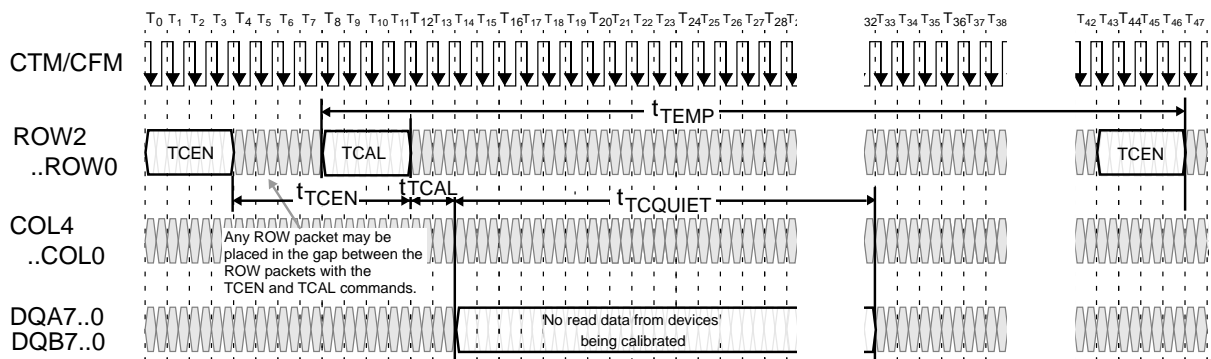 T0 T1 T2 T3 T4 T5 T6 T7 T8 T9 T10 T11 T12 T13 T14 T15 T16 T17 T18 T19 T20 T21 T22 T23 T24 T25 T26 T27 T28 32 T33 T34 T35 T36 T37 T38 T42 T43 T44 T45 T46 T47
CTM/CFM
tTEMP
ROW2
..ROW0
TCEN TCAL TCEN
tTCEN tTCAL tTCQUIET
COL4
..COL0
Any ROW packet may be
placed in the gap between the
ROW packets with the
TCEN and TCAL commands.
DQA7..0
DQB7..0
No read data from devices
being calibrated